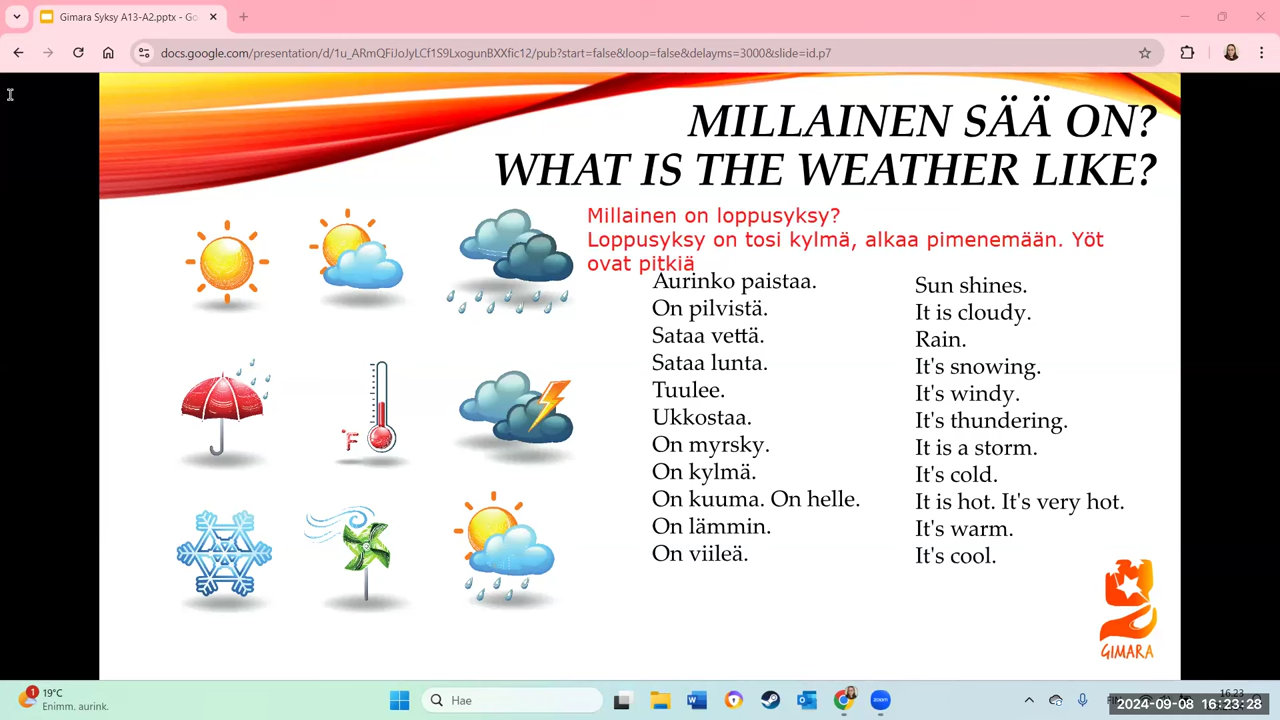 Gimara Syksy A13-A2.pptx - Go
docs.google.com/presentation/d/1u_ARmQFiJoJyLCf1S9LxogunBXXfic12/pub?start=false&loop=false&delayms=3000&slide=id.p7
MILLAINEN SÄÄ ON?
WHAT IS THE WEATHER LIKE?
Millainen on loppusyksy?
Loppusyksy on tosi kylmä, alkaa pimenemään. Yöt
ovat pitkiä
Aurinko paistaa.
On pilvistä.
Sataa vettä.
Sataa lunta.
Tuulee.
Ukkostaa.
On myrsky.
On kylmä.
On kuuma. On helle.
On lämmin.
On viileä.
Sun shines.
It is cloudy.
Rain.
It's snowing.
It's windy.
It's thundering.
It is a storm.
It's cold.
It is hot. It's very hot.
It's warm.
It's cool.
°F
GIMARA
1
19°C
Enimm. aurink.
Hae
zoom
16.23
2024-09-08 16:23:28